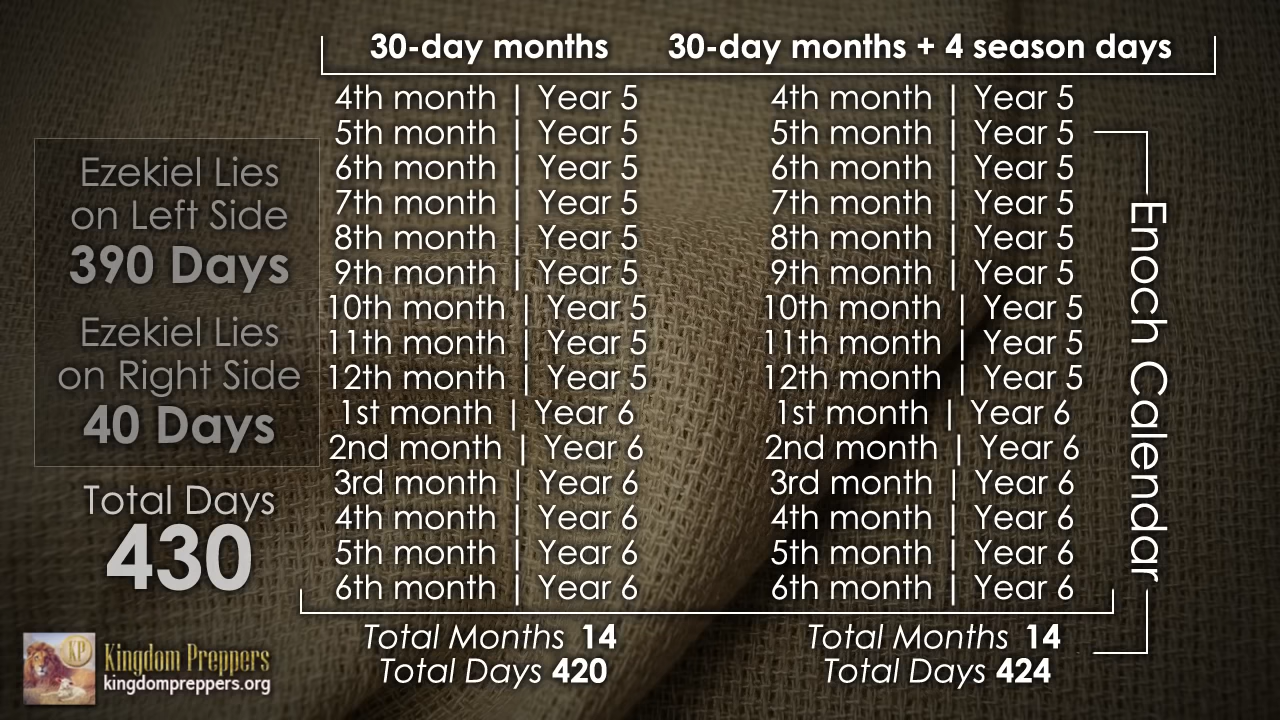 30-day months
30-day months + 4 season days
Ezekiel Lies
on Left Side
390 Days
Ezekiel Lies
on Right Side
40 Days
Total Days
430
4th month | Year 5
5th month | Year 5
6th month | Year 5
7th month | Year 5
8th month | Year 5
9th month | Year 5
10th month | Year 5
11th month | Year 5
12th month | Year 5
1st month | Year 6
2nd month | Year 6
3rd month | Year 6
4th month | Year 6
5th month | Year 6
6th month | Year 6
Total Months 14
Total Days 420
4th month | Year 5
5th month | Year 5
6th month | Year 5
7th month | Year 5
8th month | Year 5
9th month | Year 5
10th month | Year 5
11th month | Year 5
12th month | Year 5
1st month | Year 6
2nd month | Year 6
3rd month | Year 6
4th month | Year 6
5th month | Year 6
6th month | Year 6
Total Months 14
Total Days 424
Enoch Calendar
KP
Kingdom Preppers
kingdompreppers.org